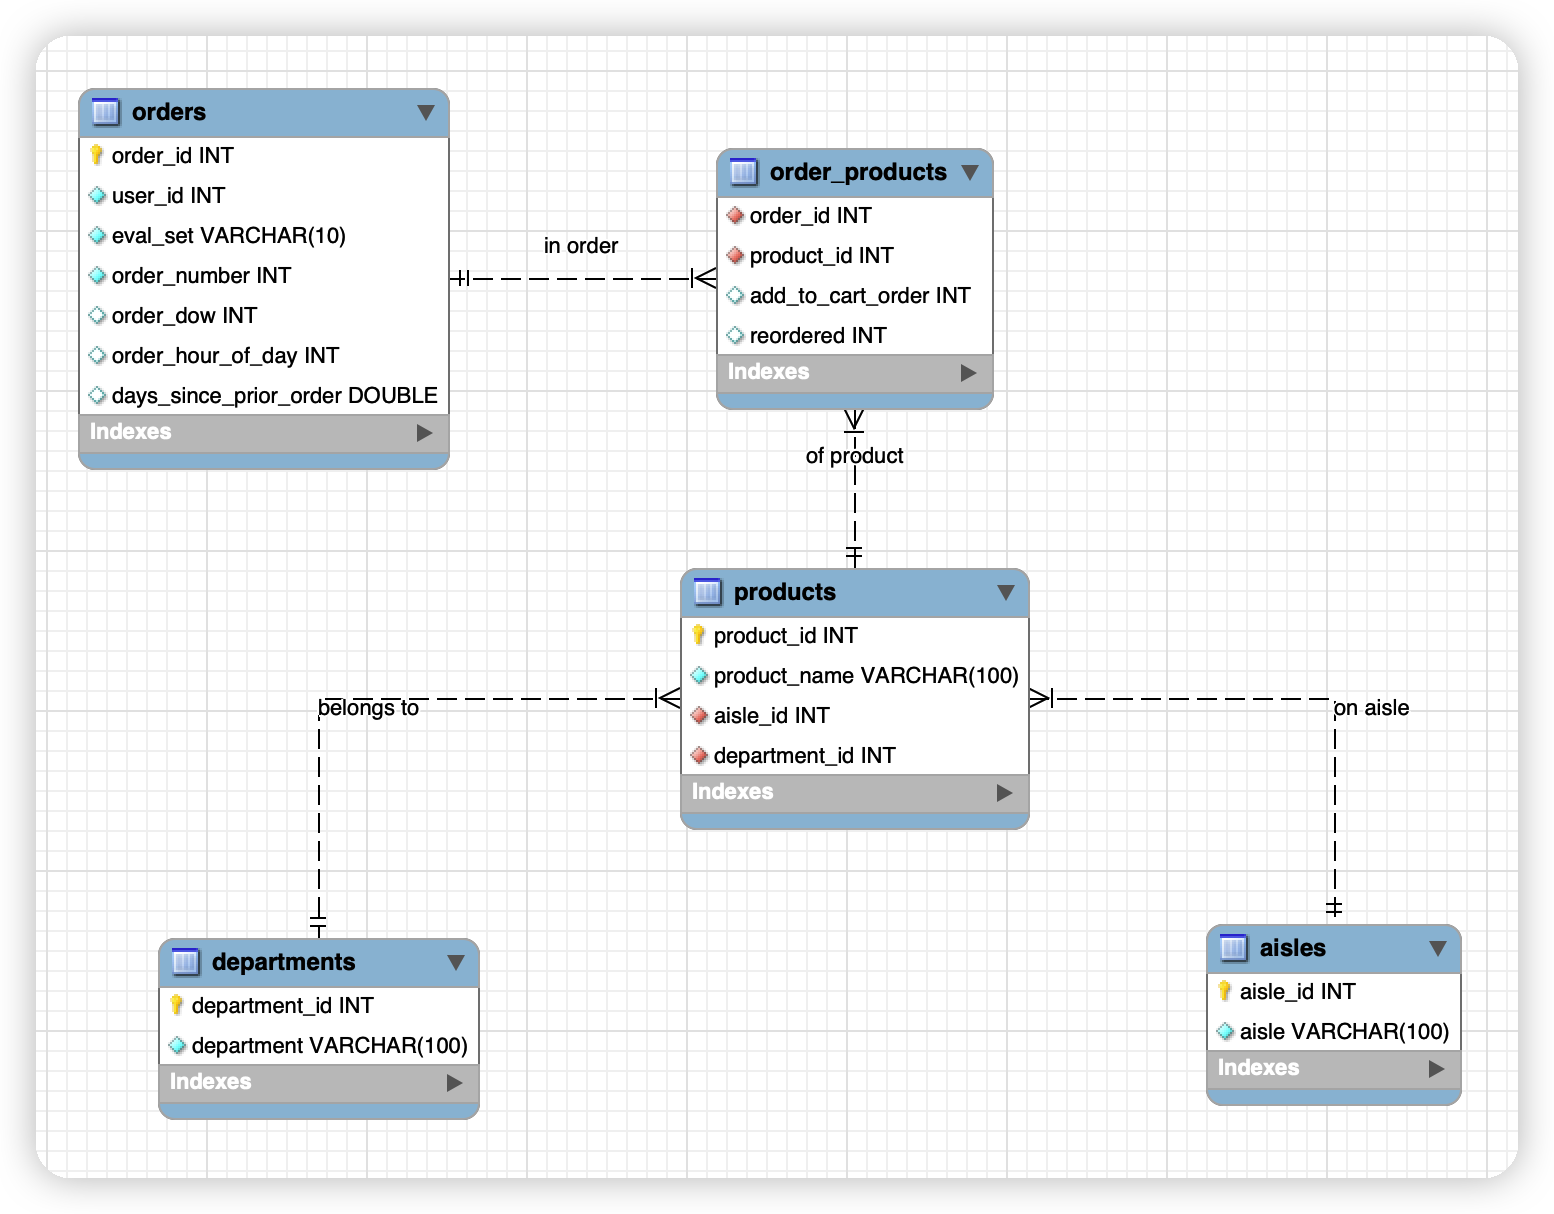 orders
order_id INT
user_id INT
eval_set VARCHAR(10)
order_number INT
order_dow INT
order_hour_of_day INT
days_since_prior_order DOUBLE
Indexes
in order
order_products
order_id INT
product_id INT
add_to_cart_order INT
reordered INT
Indexes
of product
products
product_id INT
product_name VARCHAR(100)
aisle_id INT
department_id INT
Indexes
belongs to
on aisle
departments
department_id INT
department VARCHAR(100)
Indexes
aisles
aisle_id INT
aisle VARCHAR(100)
Indexes